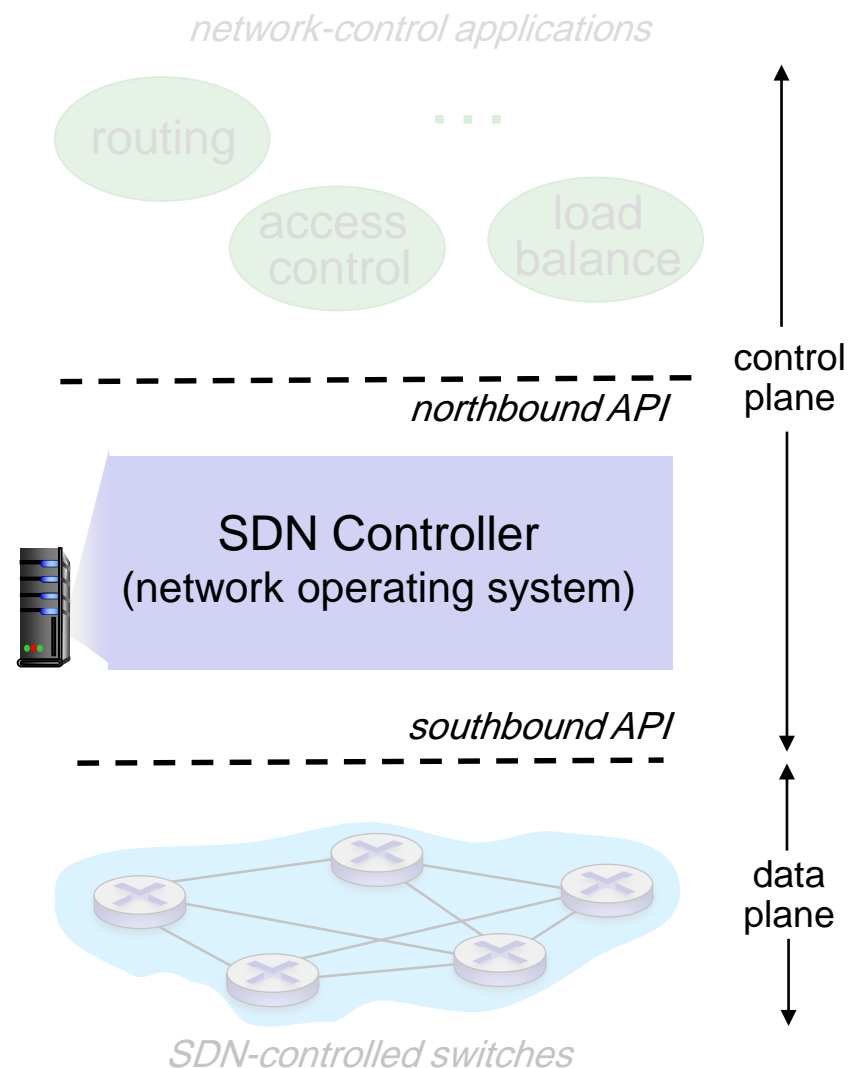 network-control applications
routing
...
access
control
load
balance
control
plane
northbound API
SDN Controller
(network operating system)
southbound API
data
plane
SDN-controlled switches